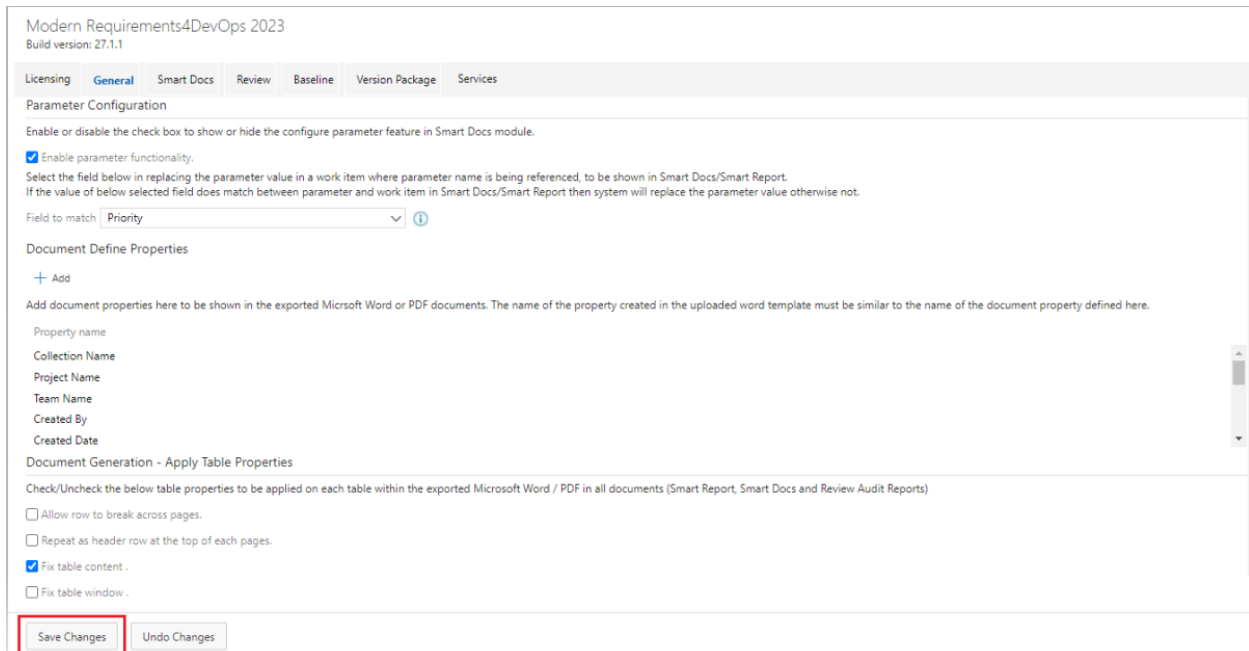 Modern Requirements4DevOps 2023
Build version: 27.1.1
Licensing General Smart Docs Review Baseline Version Package Services
Parameter Configuration
Enable or disable the check box to show or hide the configure parameter feature in Smart Docs module.
Enable parameter functionality.
Select the field below in replacing the parameter value in a work item where parameter name is being referenced, to be shown in Smart Docs/Smart Report.
If the value of below selected field does match between parameter and work item in Smart Docs/Smart Report then system will replace the parameter value otherwise not.
Field to match Priority
Document Define Properties
+ Add
Add document properties here to be shown in the exported Micrsoft Word or PDF documents. The name of the property created in the uploaded word template must be similar to the name of the document property defined here.
Property name
Collection Name
Project Name
Team Name
Created By
Created Date
Document Generation - Apply Table Properties
Check/Uncheck the below table properties to be applied on each table within the exported Microsoft Word / PDF in all documents (Smart Report, Smart Docs and Review Audit Reports)
Allow row to break across pages.
Repeat as header row at the top of each pages.
Fix table content .
Fix table window .
Save Changes Undo Changes